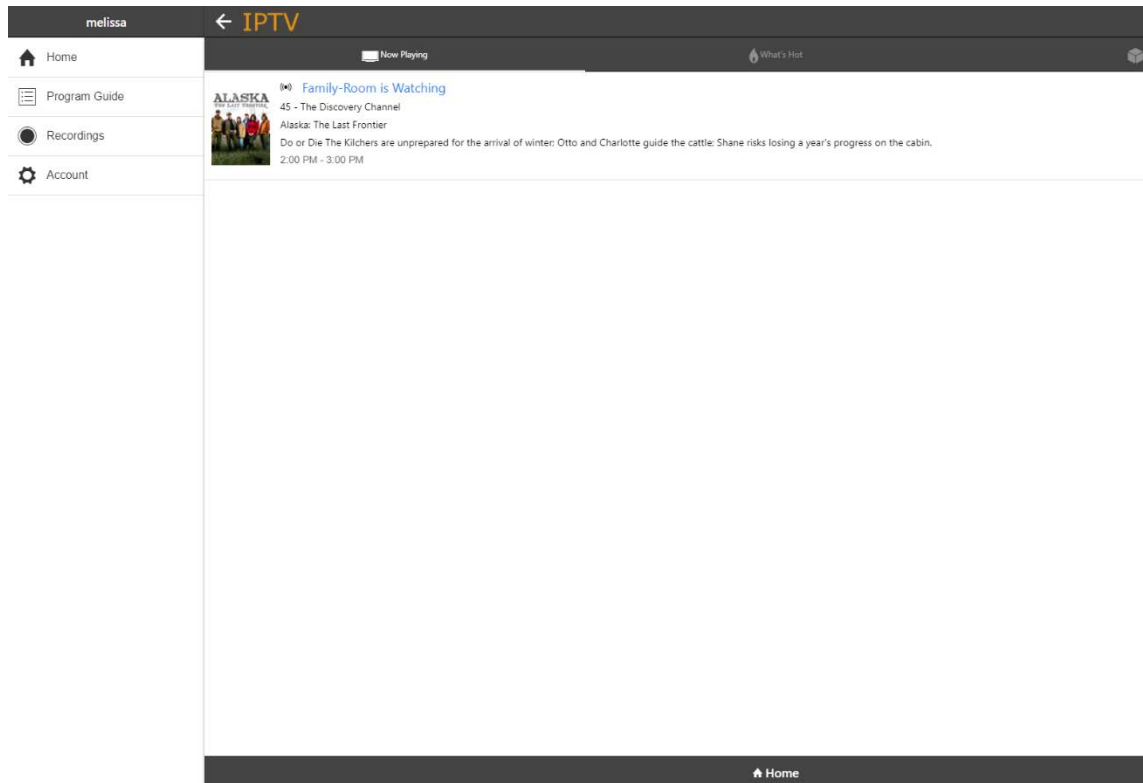 melissa
IPTV
Home
Program Guide
Recordings
Account
Now Playing
What's Hot
ALASKA
THE LAST FRONTIER
Family-Room is Watching
45 - The Discovery Channel
Alaska: The Last Frontier
Do or Die The Kilchers are unprepared for the arrival of winter: Otto and Charlotte guide the cattle: Shane risks losing a year's progress on the cabin.
2:00 PM - 3:00 PM
Home